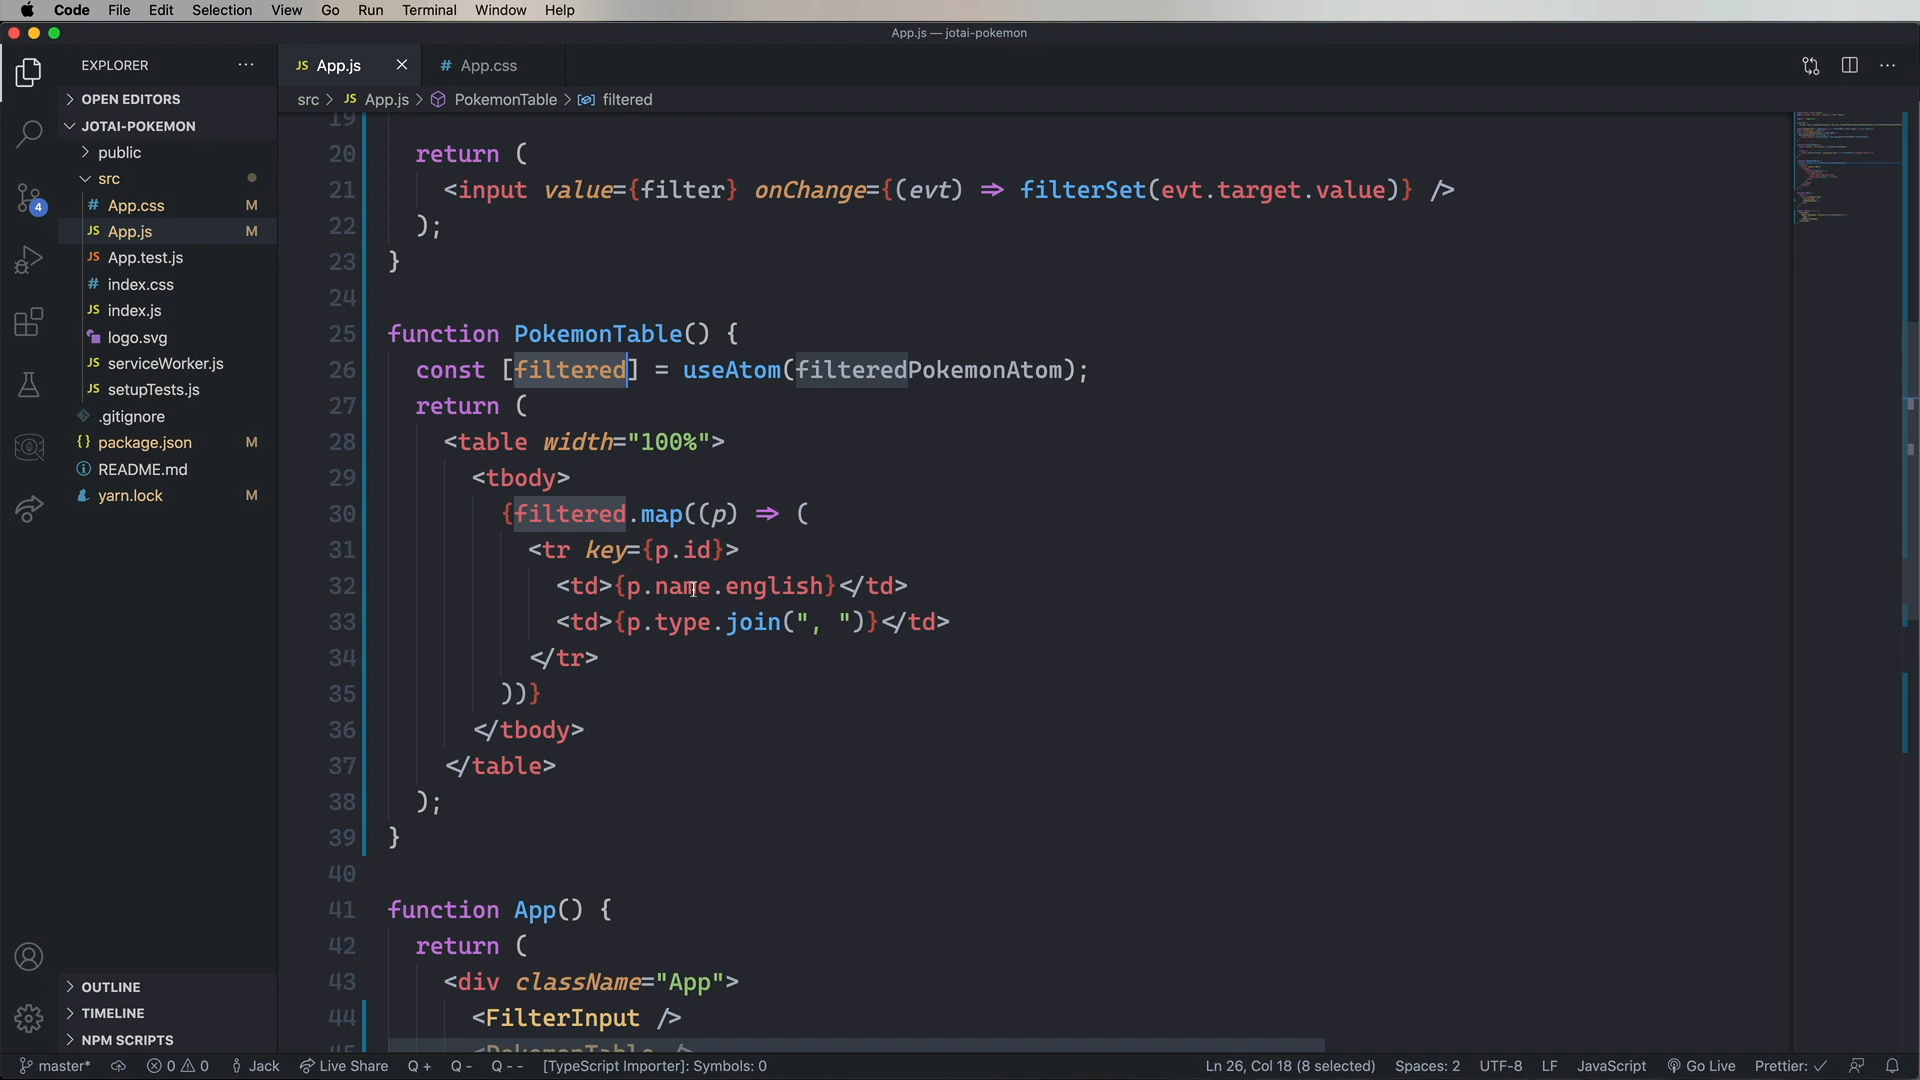 Code File Edit Selection View Go Run Terminal Window Help
App.js — jotai-pokemon
EXPLORER
OPEN EDITORS
JOTAI-POKEMON
public
src
# App.css M
JS App.js M
JS App.test.js
# index.css
JS index.js
logo.svg
JS serviceWorker.js
JS setupTests.js
.gitignore
{} package.json M
README.md
yarn.lock M
OUTLINE
TIMELINE
NPM SCRIPTS
4
JS App.js
# App.css
src > JS App.js > PokemonTable > filtered
19
20 return (
21 <input value={filter} onChange={(evt) => filterSet(evt.target.value)} />
22 );
23 }
24
25 function PokemonTable() {
26 const [filtered] = useAtom(filteredPokemonAtom);
27 return (
28 <table width="100%">
29 <tbody>
30 {filtered.map((p) => (
31 <tr key={p.id}>
32 <td>{p.name.english}</td>
33 <td>{p.type.join(", ")}</td>
34 </tr>
35 ))}
36 </tbody>
37 </table>
38 );
39 }
40
41 function App() {
42 return (
43 <div className="App">
44 <FilterInput />
45 <PokemonTable />
master* 0 0 Jack Live Share Q + Q - Q - - [TypeScript Importer]: Symbols: 0 Ln 26, Col 18 (8 selected) Spaces: 2 UTF-8 LF JavaScript Go Live Prettier: ✓